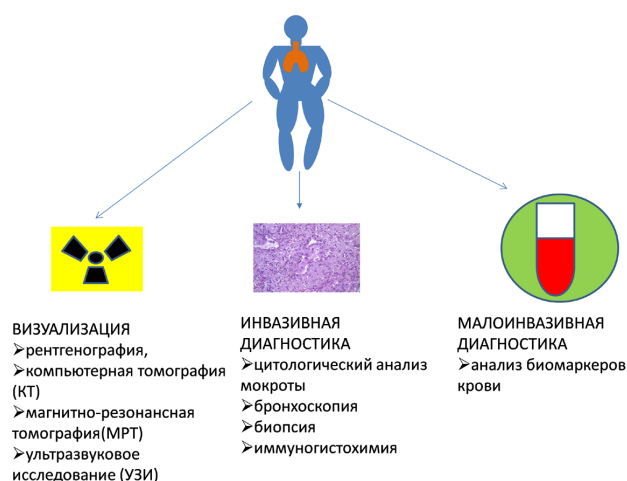 ВИЗУАЛИЗАЦИЯ
➢рентгенография,
➢компьютерная томография
(КТ)
➢магнитно-резонансная
томография(МРТ)
➢ультразвуковое
исследование (УЗИ)
ИНВАЗИВНАЯ
ДИАГНОСТИКА
➢цитологический анализ
мокроты
➢бронхоскопия
➢биопсия
➢иммуногистохимия
МАЛОИНВАЗИВНАЯ
ДИАГНОСТИКА
➢анализ биомаркеров
крови